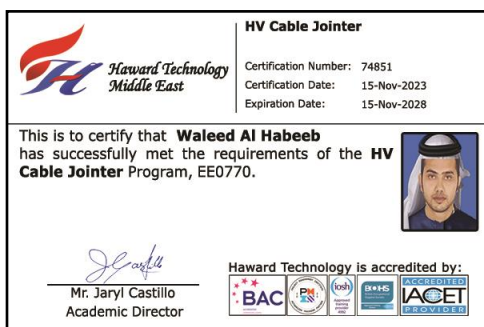 Haward Technology
Middle East
HV Cable Jointer
Certification Number: 74851
Certification Date: 15-Nov-2023
Expiration Date: 15-Nov-2028
This is to certify that Waleed Al Habeeb
has successfully met the requirements of the HV
Cable Jointer Program, EE0770.
Mr. Jaryl Castillo
Academic Director
Haward Technology is accredited by:
BAC
iosh
ACCREDITED
IACET
PROVIDER